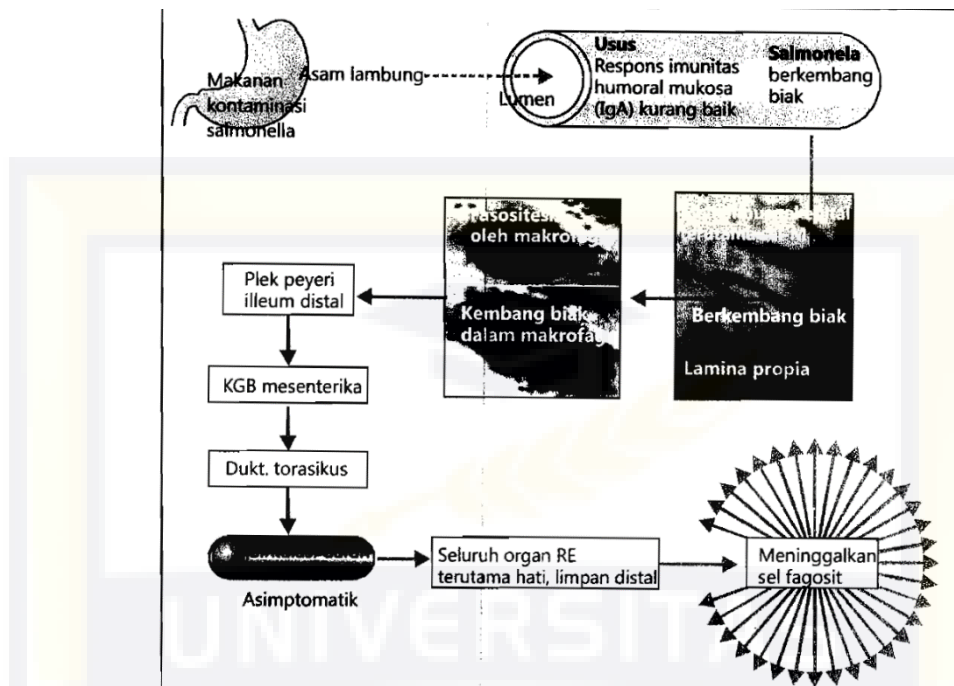 Makanan
kontaminasi
salmonella
Asam lambung
Lumen
Usus
Respons imunitas
humoral mukosa
(IgA) kurang baik
Salmonela
berkembang
biak
Berkembang biak
Lamina propia
oleh makrofag
Kembang biak
dalam makrofag
Plek peyeri
illeum distal
KGB mesenterika
Dukt. torasikus
Asimptomatik
Seluruh organ RE
terutama hati, limpan distal
Meninggalkan
sel fagosit
UNIVERSIT